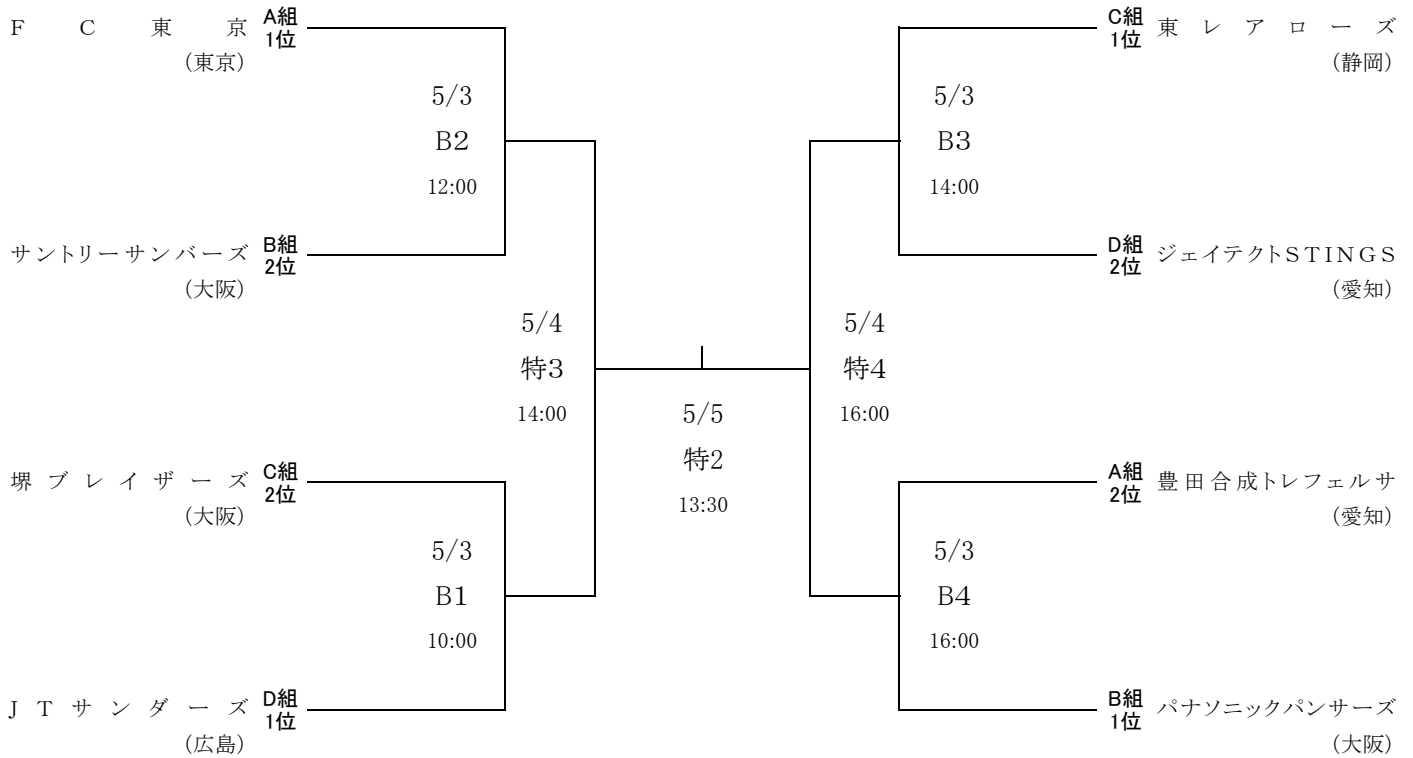 FC東京 A組
1位
(東京)
5/3
B2
12:00
サントリーサンバーズ B組
2位
(大阪)
5/4
特3
14:00
堺ブレイザーズ C組
2位
(大阪)
5/3
B1
10:00
JTサンダーズ D組
1位
(広島)
5/5
特2
13:30
C組 東レアローズ
1位
(静岡)
5/3
B3
14:00
D組 ジェイテクトSTINGS
2位
(愛知)
5/4
特4
16:00
A組 豊田合成トレフェルサ
2位
(愛知)
5/3
B4
16:00
B組 パナソニックパンサーズ
1位
(大阪)